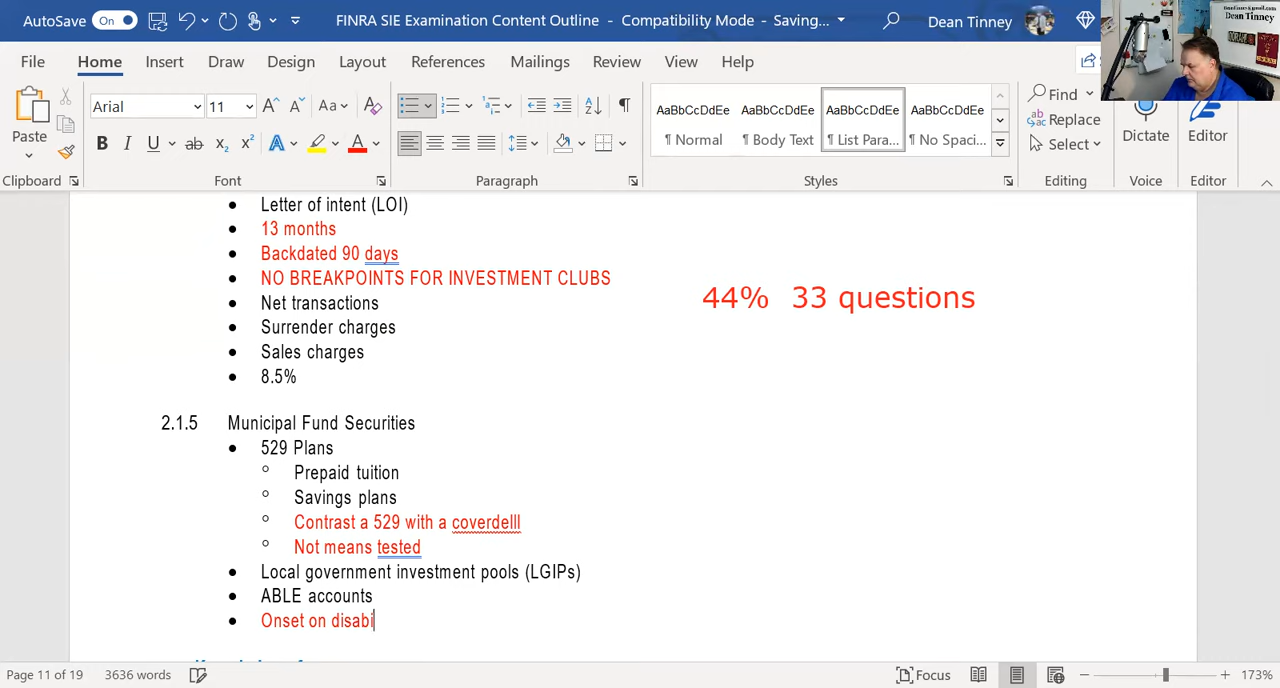 AutoSave On FINRA SIE Examination Content Outline - Compatibility Mode - Saving... Dean Tinney
Dean Tinney
File Home Insert Draw Design Layout References Mailings Review View Help
Paste Arial 11 Aa AaBbCcDdEe AaBbCcDdEe AaBbCcDdEe AaBbCcDdEe Find
Replace
¶ Normal ¶ Body Text ¶ List Para... ¶ No Spaci... Select Dictate Editor
Clipboard Font Paragraph Styles Editing Voice Editor
• Letter of intent (LOI)
• 13 months
• Backdated 90 days
• NO BREAKPOINTS FOR INVESTMENT CLUBS
44% 33 questions
• Net transactions
• Surrender charges
• Sales charges
• 8.5%
2.1.5 Municipal Fund Securities
• 529 Plans
○ Prepaid tuition
○ Savings plans
○ Contrast a 529 with a coverdelll
○ Not means tested
• Local government investment pools (LGIPs)
• ABLE accounts
• Onset on disabi
Page 11 of 19 3636 words Focus 173%